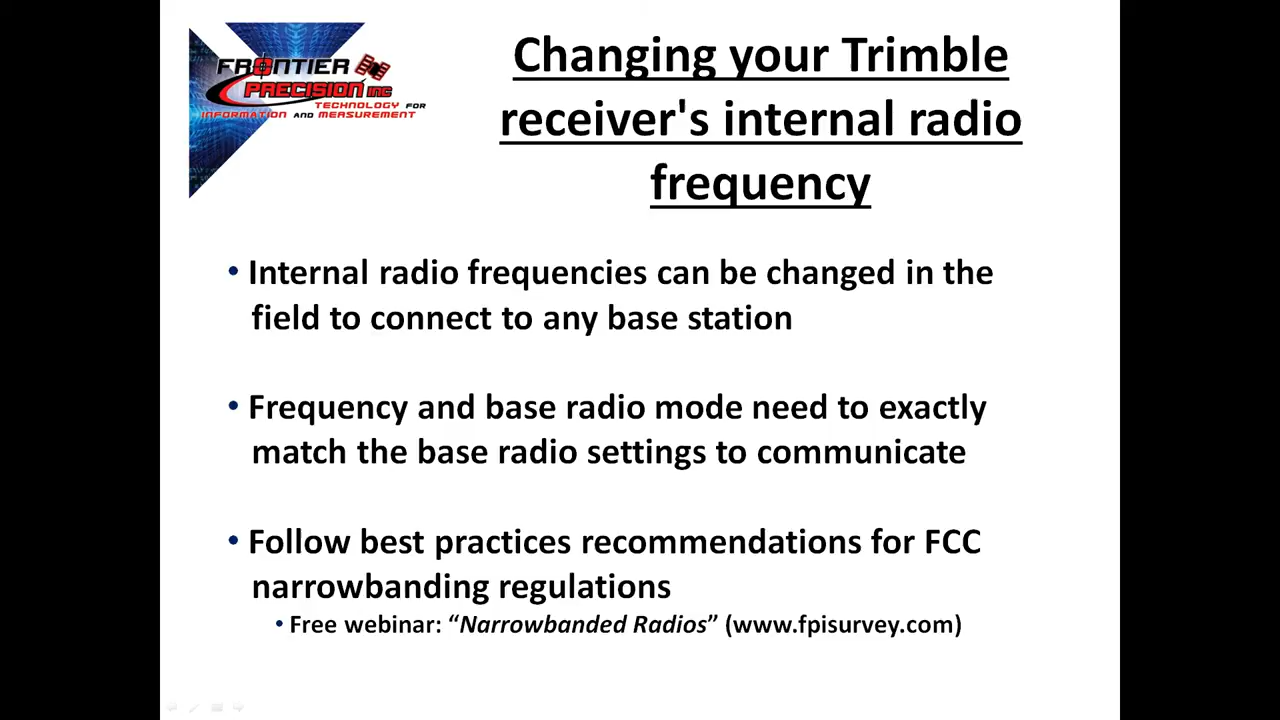 FRONTIER
PRECISION INC
TECHNOLOGY FOR
INFORMATION AND MEASUREMENT
Changing your Trimble
receiver's internal radio
frequency
• Internal radio frequencies can be changed in the
field to connect to any base station
• Frequency and base radio mode need to exactly
match the base radio settings to communicate
• Follow best practices recommendations for FCC
narrowbanding regulations
• Free webinar: “Narrowbanded Radios” (www.fpisurvey.com)